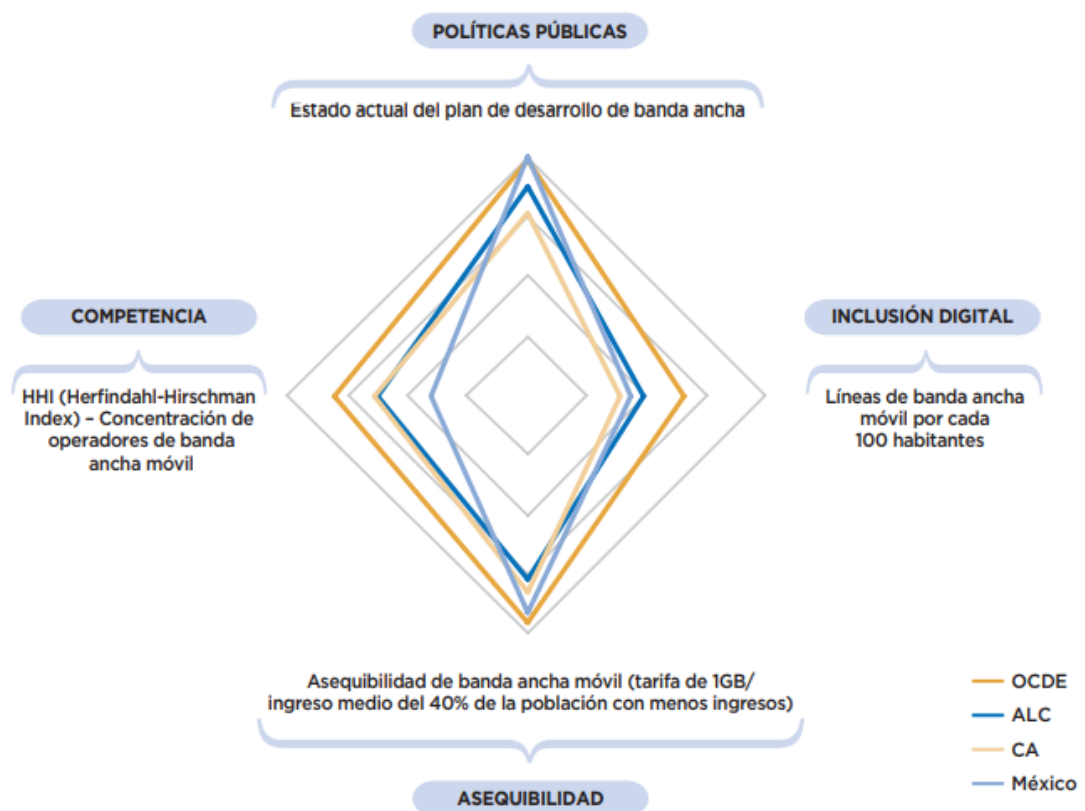 POLÍTICAS PÚBLICAS
Estado actual del plan de desarrollo de banda ancha
COMPETENCIA
HHI (Herfindahl-Hirschman
Index) – Concentración de
operadores de banda
ancha móvil
INCLUSIÓN DIGITAL
Líneas de banda ancha
móvil por cada
100 habitantes
Asequibilidad de banda ancha móvil (tarifa de 1GB/
ingreso medio del 40% de la población con menos ingresos)
ASEQUIBILIDAD
OCDE
ALC
CA
México